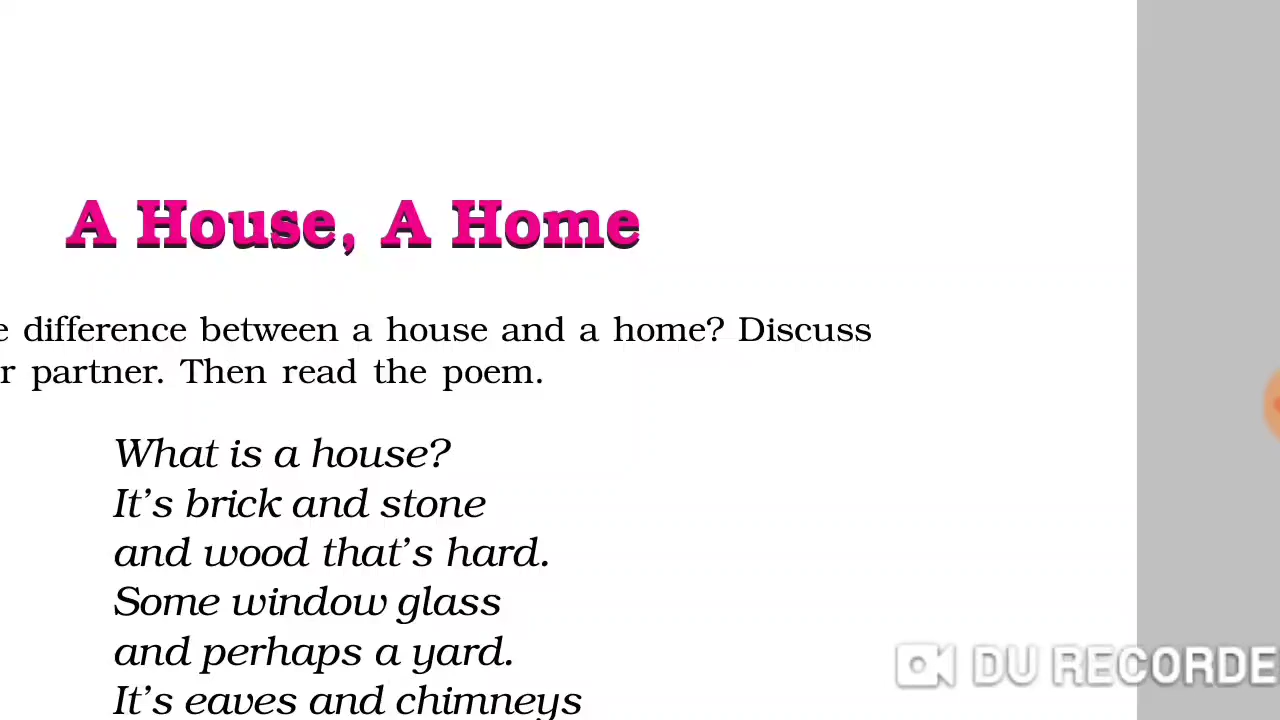 A House, A Home
difference between a house and a home? Discuss
partner. Then read the poem.
What is a house?
It's brick and stone
and wood that's hard.
Some window glass
and perhaps a yard.
It's eaves and chimneys
DU RECORDE